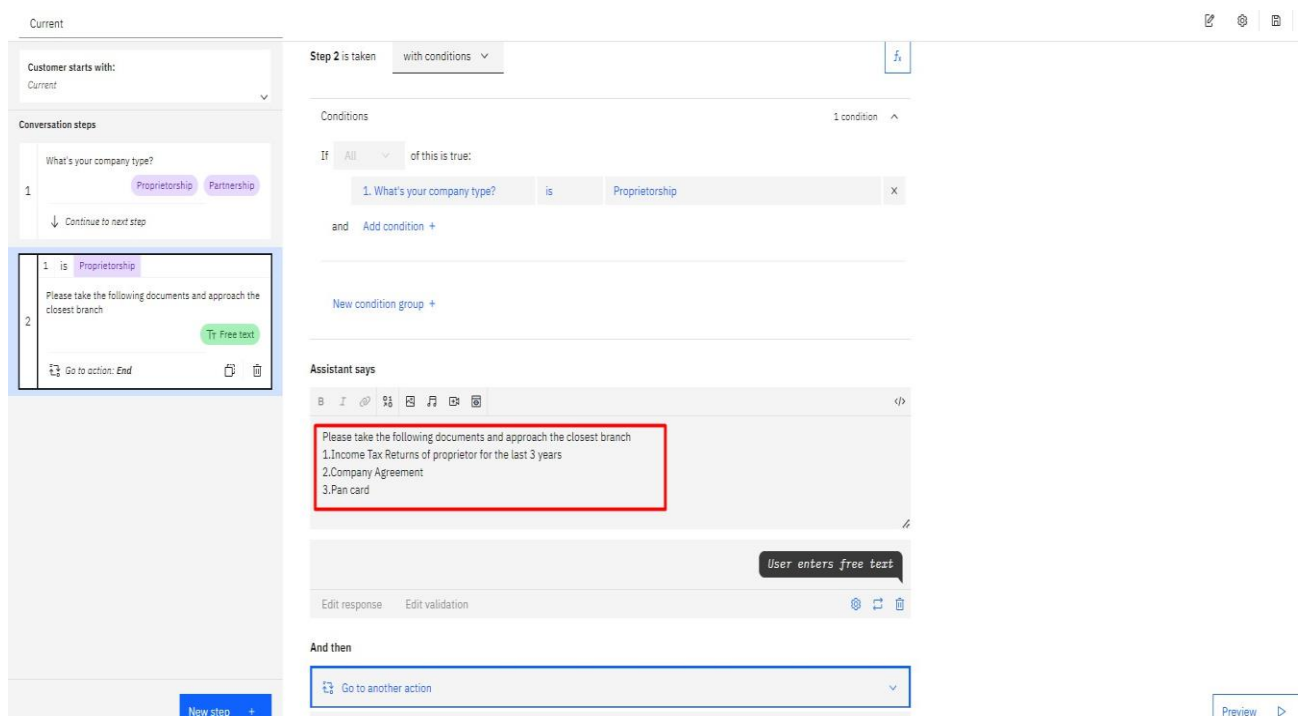 Current
Customer starts with:
Current
Conversation steps
1
What's your company type?
Proprietorship Partnership
Continue to next step
2
1 is Proprietorship
Please take the following documents and approach the
closest branch
Tт Free text
Go to action: End
New step +
Step 2 is taken with conditions
fx
Conditions 1 condition
If All of this is true:
1. What's your company type? is Proprietorship X
and Add condition +
New condition group +
Assistant says
B I </>
Please take the following documents and approach the closest branch
1.Income Tax Returns of proprietor for the last 3 years
2.Company Agreement
3.Pan card
User enters free text
Edit response Edit validation
And then
Go to another action
Preview